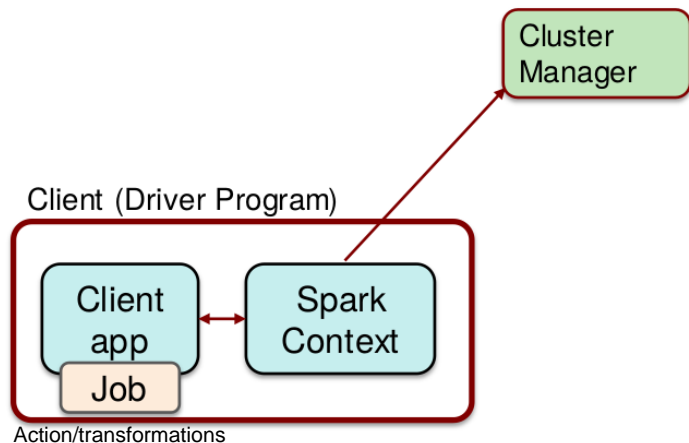 Cluster
Manager
Client (Driver Program)
Client
app
Spark
Context
Job
Action/transformations